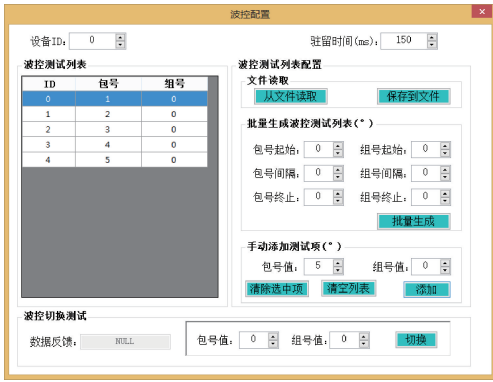 波控配置
设备ID: 0 驻留时间(ms): 150
波控测试列表
ID 包号 组号
0 1 0
1 2 0
2 3 0
3 4 0
4 5 0
波控测试列表配置
文件读取
从文件读取 保存到文件
批量生成波控测试列表(°)
包号起始: 0 组号起始: 0
包号间隔: 0 组号间隔: 0
包号终止: 0 组号终止: 0
批量生成
手动添加测试项(°)
包号值: 5 组号值: 0
清除选中项 清空列表 添加
波控切换测试
数据反馈: NULL 包号值: 0 组号值: 0 切换